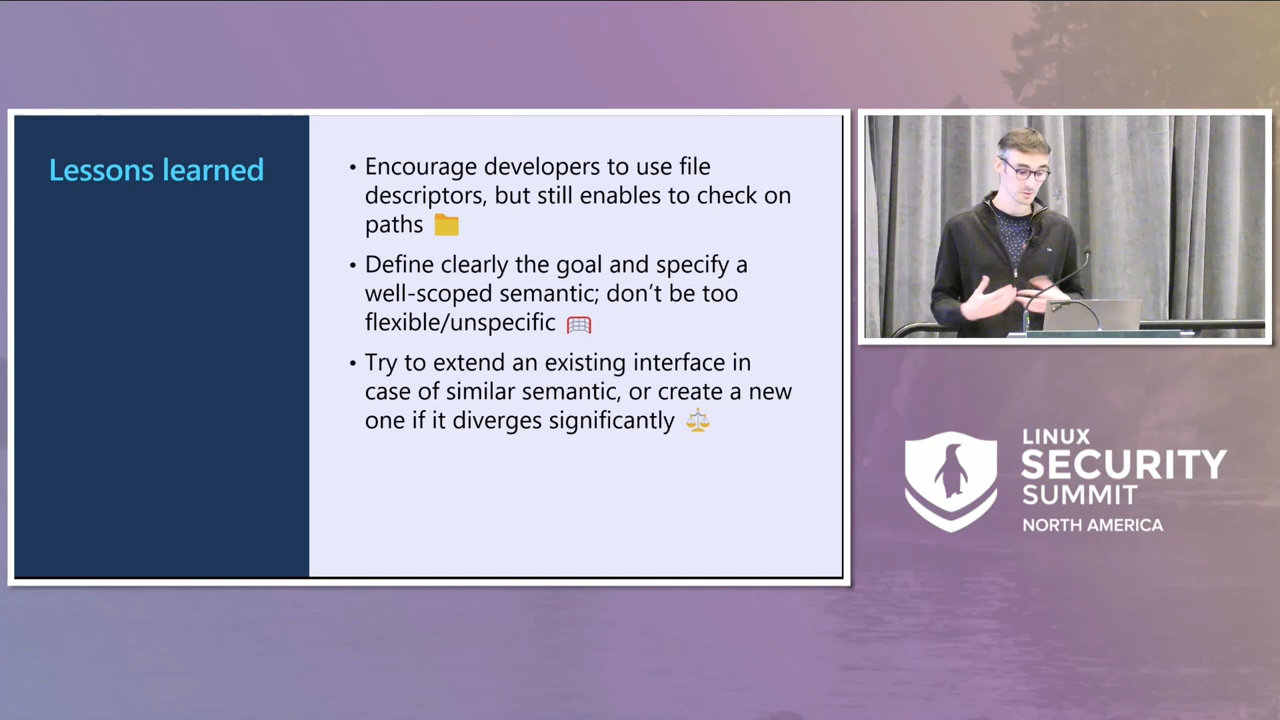 Lessons learned
• Encourage developers to use file
descriptors, but still enables to check on
paths
• Define clearly the goal and specify a
well-scoped semantic; don’t be too
flexible/unspecific
• Try to extend an existing interface in
case of similar semantic, or create a new
one if it diverges significantly
LINUX
SECURITY
SUMMIT
NORTH AMERICA